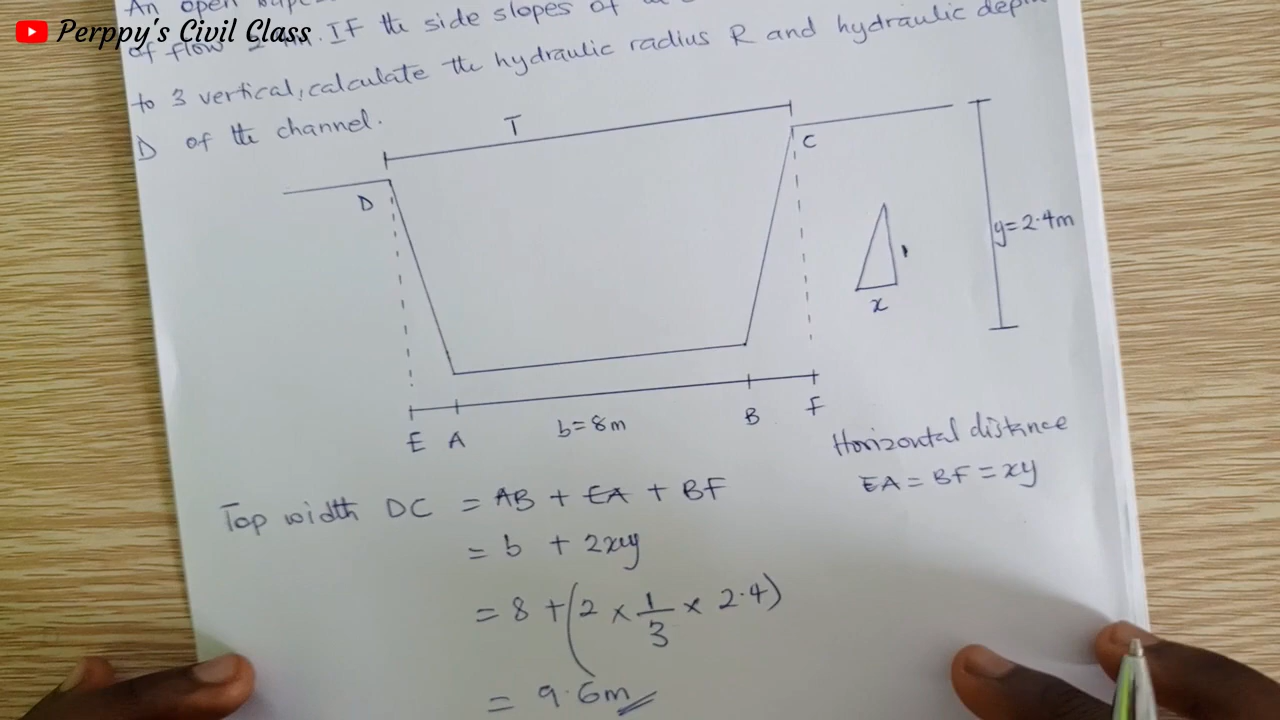 An open
Perppy's Civil Class
of flow 2 m. If the side slopes of
to 3 vertical, calculate the hydraulic radius R and hydraulic depth
D of the channel.
T
D
C
y=2.4m
x
E A
b=8m
B
F
Horizontal distance
EA = BF = xy
Top width DC = AB + EA + BF
= b + 2xy
= 8 + (2 x 1/3 x 2.4)
= 9.6m